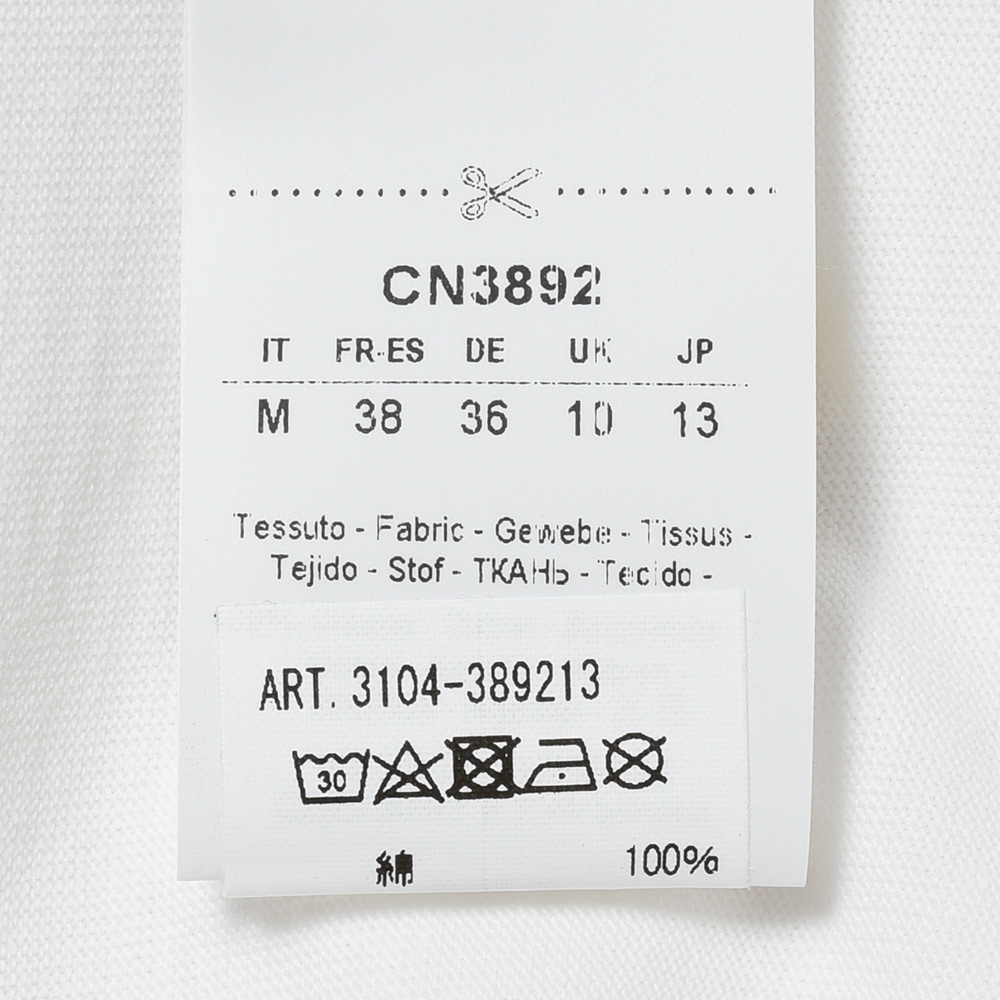 CN3892
IT FR-ES DE UK JP
M 38 36 10 13
Tessuto - Fabric - Gewebe - Tissus -
Tejido - Stof - ТКАНЬ - Tecido -
ART. 3104-389213
30
綿 100%